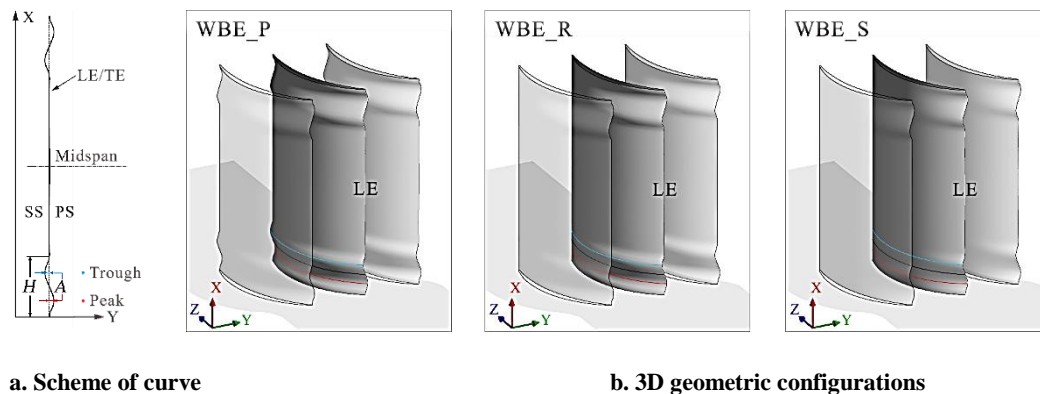 X
LE/TE
Midspan
SS PS
H A
Trough
Peak
Y
WBE_P
LE
X
Z Y
WBE_R
LE
X
Z Y
WBE_S
LE
X
Z Y
a. Scheme of curve
b. 3D geometric configurations